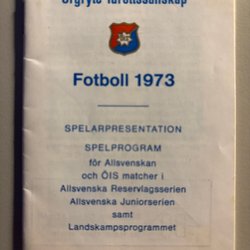 Örgryte Idrottssällskap
Fotboll 1973
SPELARPRESENTATION
SPELPROGRAM
för Allsvenskan
och ÖIS matcher i
Allsvenska Reservlagsserien
Allsvenska Juniorserien
samt
Landskampsprogrammet